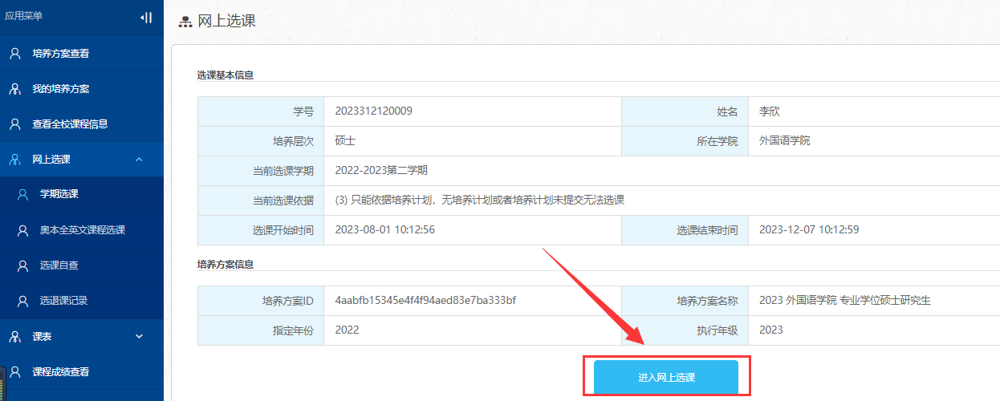 应用菜单
网上选课
培养方案查看
我的培养方案
查看全校课程信息
网上选课
学期选课
奥本全英文课程选课
选课自查
选退课记录
课表
课程成绩查看
选课基本信息
学号 2023312120009 姓名 李欣
培养层次 硕士 所在学院 外国语学院
当前选课学期 2022-2023第二学期
当前选课依据 (3) 只能依据培养计划，无培养计划或者培养计划未提交无法选课
选课开始时间 2023-08-01 10:12:56 选课结束时间 2023-12-07 10:12:59
培养方案信息
培养方案ID 4aabfb15345e4f4f94aed83e7ba333bf 培养方案名称 2023 外国语学院 专业学位硕士研究生
指定年份 2022 执行年级 2023
进入网上选课